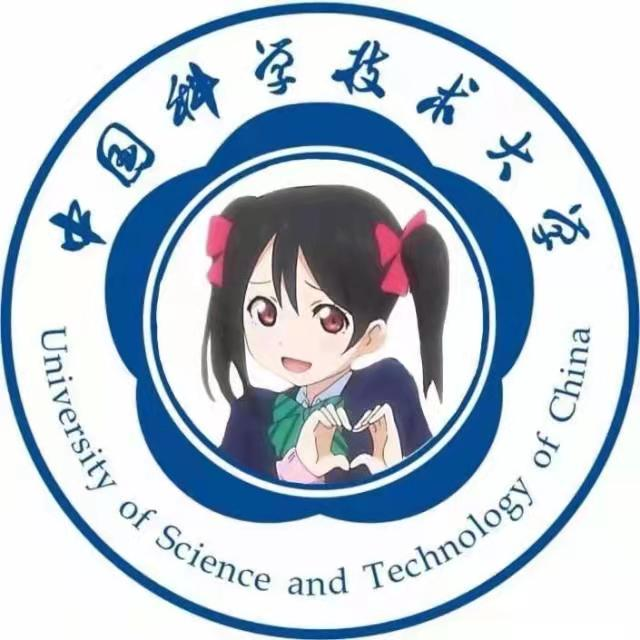 中国科学技术大学
University of Science and Technology of China